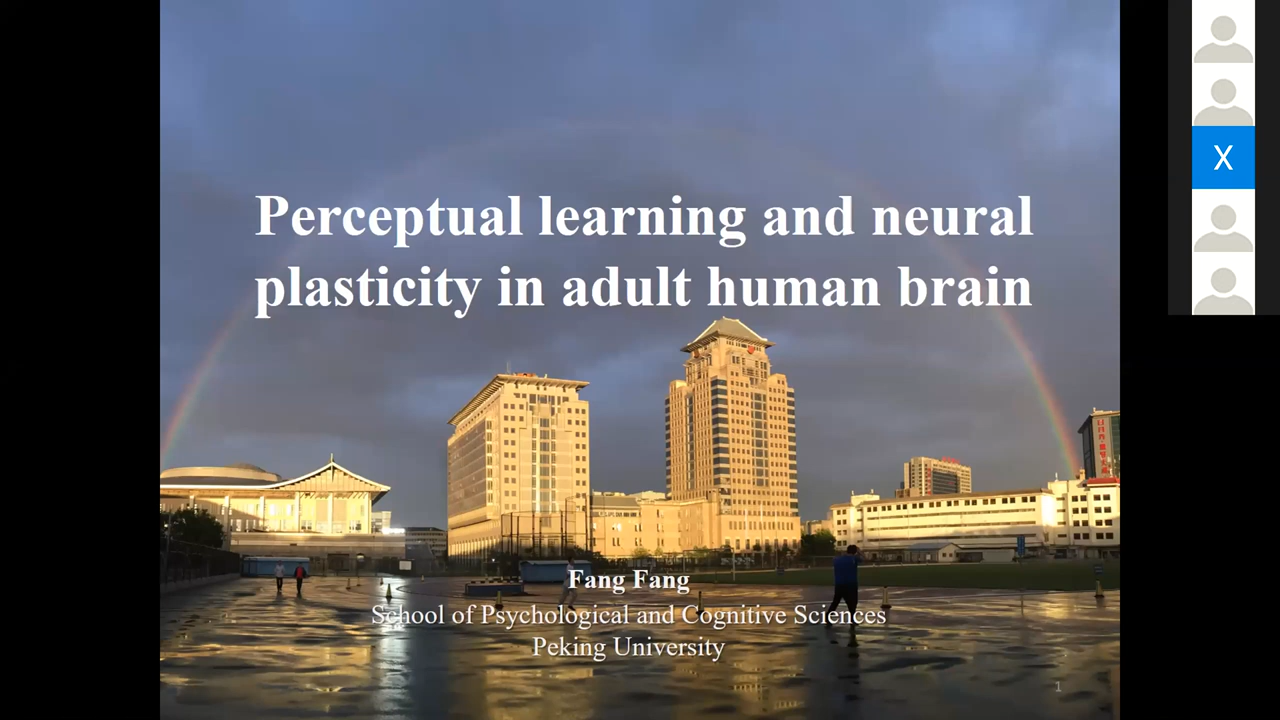 Perceptual learning and neural
plasticity in adult human brain
Fang Fang
School of Psychological and Cognitive Sciences
Peking University
1
X